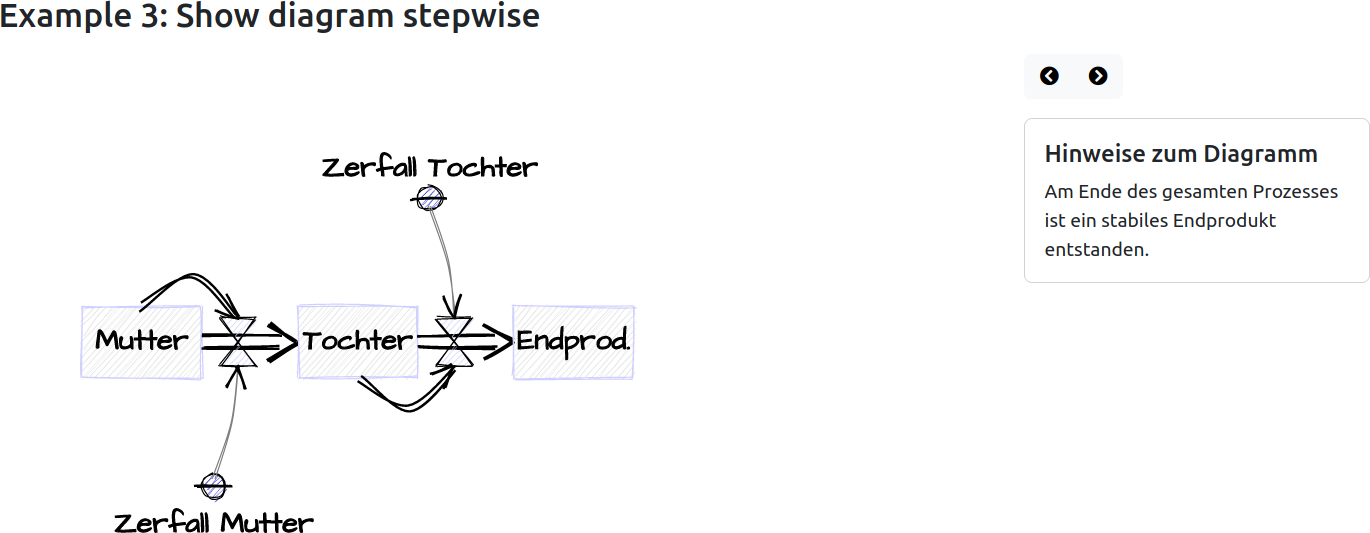 Example 3: Show diagram stepwise
Hinweise zum Diagramm
Am Ende des gesamten Prozesses
ist ein stabiles Endprodukt
entstanden.
Zerfall Tochter
Mutter
Tochter
Endprod.
Zerfall Mutter